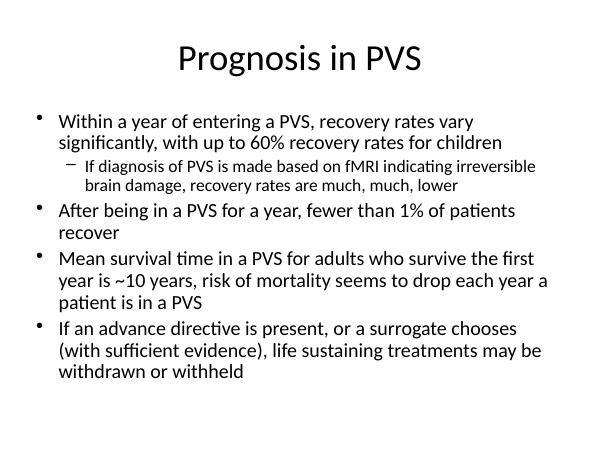 Prognosis in PVS
• Within a year of entering a PVS, recovery rates vary
significantly, with up to 60% recovery rates for children
– If diagnosis of PVS is made based on fMRI indicating irreversible
brain damage, recovery rates are much, much, lower
• After being in a PVS for a year, fewer than 1% of patients
recover
• Mean survival time in a PVS for adults who survive the first
year is ~10 years, risk of mortality seems to drop each year a
patient is in a PVS
• If an advance directive is present, or a surrogate chooses
(with sufficient evidence), life sustaining treatments may be
withdrawn or withheld